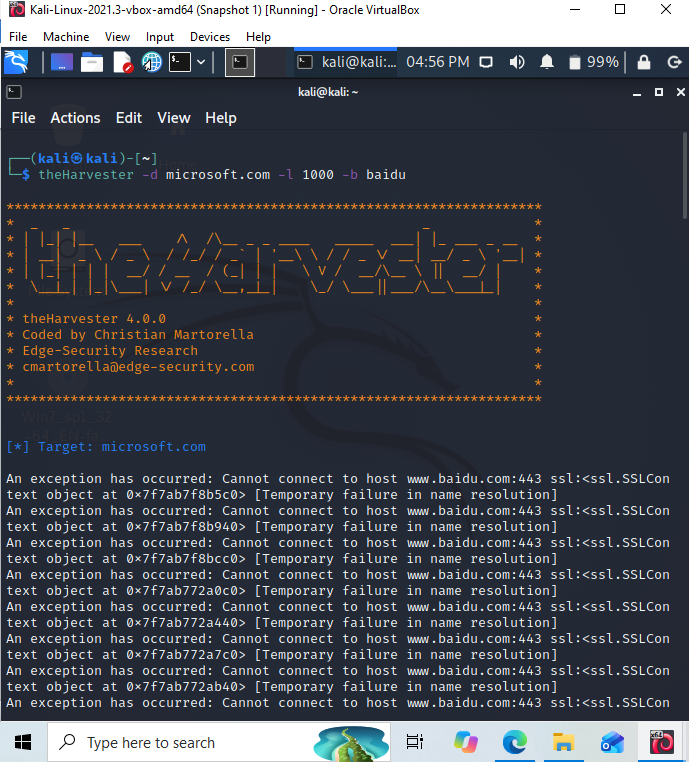 Kali-Linux-2021.3-vbox-amd64 (Snapshot 1) [Running] - Oracle VirtualBox
File Machine View Input Devices Help
kali@kali:... 04:56 PM 99%
kali@kali: ~
File Actions Edit View Help
┌──(kali㉿kali)-[~]
└─$ theHarvester -d microsoft.com -l 1000 -b baidu
*******************************************************************
* theHarvester *
* theHarvester 4.0.0 *
* Coded by Christian Martorella *
* Edge-Security Research *
* cmartorella@edge-security.com *
* *
*******************************************************************
[*] Target: microsoft.com
An exception has occurred: Cannot connect to host www.baidu.com:443 ssl:<ssl.SSLCon
text object at 0×7f7ab7f8b5c0> [Temporary failure in name resolution]
An exception has occurred: Cannot connect to host www.baidu.com:443 ssl:<ssl.SSLCon
text object at 0×7f7ab7f8b940> [Temporary failure in name resolution]
An exception has occurred: Cannot connect to host www.baidu.com:443 ssl:<ssl.SSLCon
text object at 0×7f7ab7f8bcc0> [Temporary failure in name resolution]
An exception has occurred: Cannot connect to host www.baidu.com:443 ssl:<ssl.SSLCon
text object at 0×7f7ab772a0c0> [Temporary failure in name resolution]
An exception has occurred: Cannot connect to host www.baidu.com:443 ssl:<ssl.SSLCon
text object at 0×7f7ab772a440> [Temporary failure in name resolution]
An exception has occurred: Cannot connect to host www.baidu.com:443 ssl:<ssl.SSLCon
text object at 0×7f7ab772a7c0> [Temporary failure in name resolution]
An exception has occurred: Cannot connect to host www.baidu.com:443 ssl:<ssl.SSLCon
text object at 0×7f7ab772ab40> [Temporary failure in name resolution]
An exception has occurred: Cannot connect to host www.baidu.com:443 ssl:<ssl.SSLCon
Type here to search